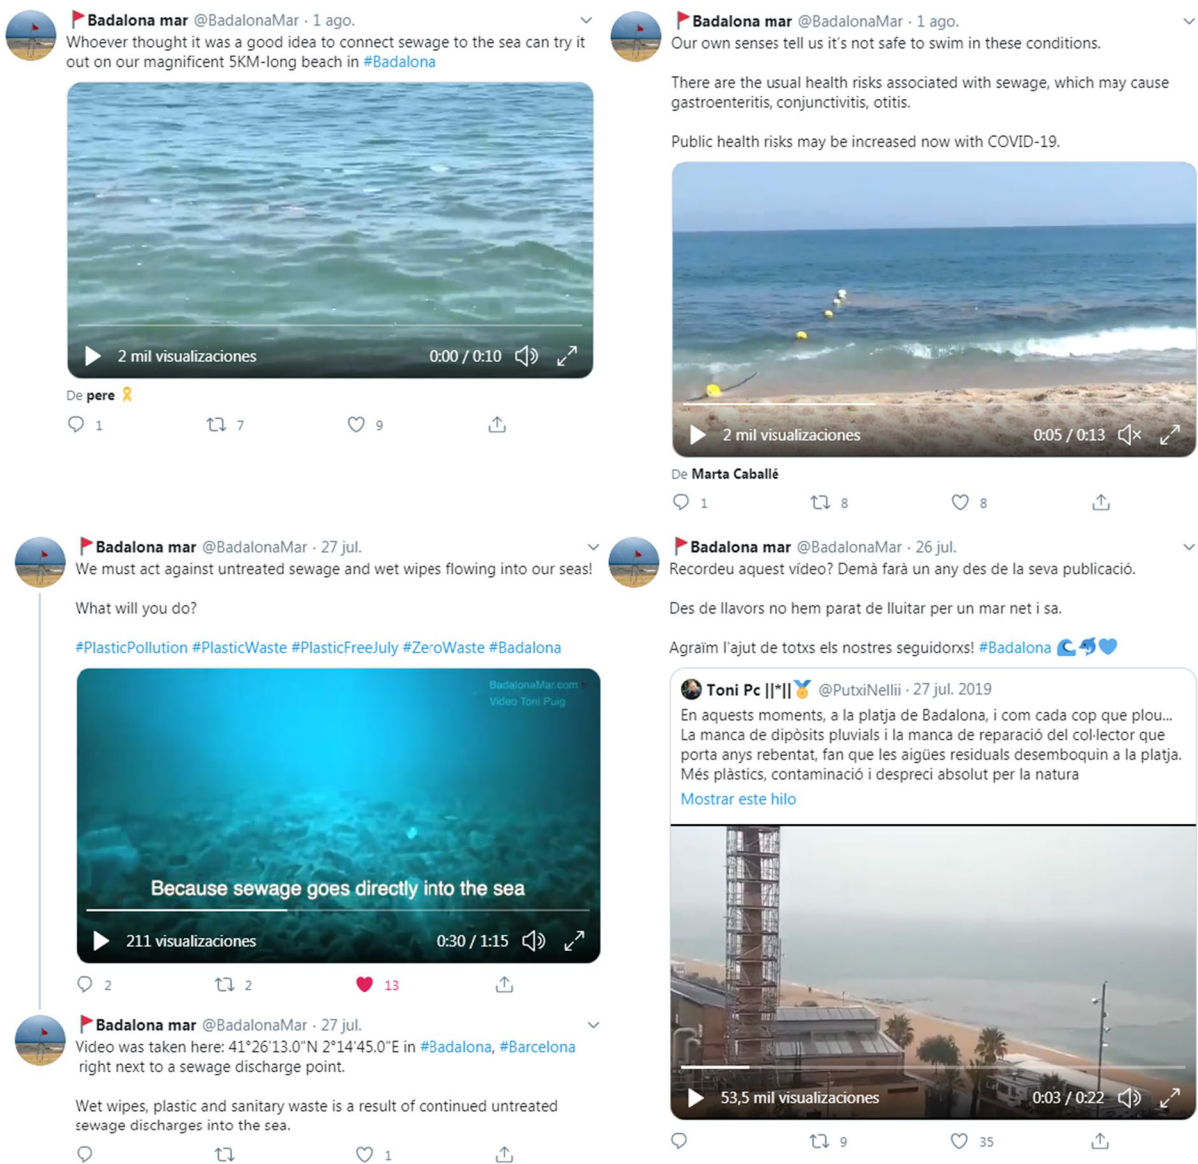 Badalona mar @BadalonaMar · 1 ago.
Whoever thought it was a good idea to connect sewage to the sea can try it
out on our magnificent 5KM-long beach in #Badalona
2 mil visualizaciones
0:00 / 0:10
De pere
1
7
9
Badalona mar @BadalonaMar · 1 ago.
Our own senses tell us it's not safe to swim in these conditions.
There are the usual health risks associated with sewage, which may cause
gastroenteritis, conjunctivitis, otitis.
Public health risks may be increased now with COVID-19.
2 mil visualizaciones
0:05 / 0:13
De Marta Caballé
1
8
8
Badalona mar @BadalonaMar · 27 jul.
We must act against untreated sewage and wet wipes flowing into our seas!
What will you do?
#PlasticPollution #PlasticWaste #PlasticFreeJuly #ZeroWaste #Badalona
BadalonaMar.com
Video Toni Puig
Because sewage goes directly into the sea
211 visualizaciones
0:30 / 1:15
2
2
13
Badalona mar @BadalonaMar · 27 jul.
Video was taken here: 41°26'13.0"N 2°14'45.0"E in #Badalona, #Barcelona
right next to a sewage discharge point.
Wet wipes, plastic and sanitary waste is a result of continued untreated
sewage discharges into the sea.
1
Badalona mar @BadalonaMar · 26 jul.
Recordeu aquest vídeo? Demà farà un any des de la seva publicació.
Des de llavors no hem parat de lluitar per un mar net i sa.
Agraïm l'ajut de totxs els nostres seguidorxs! #Badalona
Toni Pc ||*|| @PutxiNellii · 27 jul. 2019
En aquests moments, a la platja de Badalona, i com cada cop que plou...
La manca de dipòsits pluvials i la manca de reparació del col·lector que
porta anys rebentat, fan que les aigües residuals desemboquin a la platja.
Més plàstics, contaminació i despreci absolut per la natura
Mostrar este hilo
53,5 mil visualizaciones
0:03 / 0:22
9
35